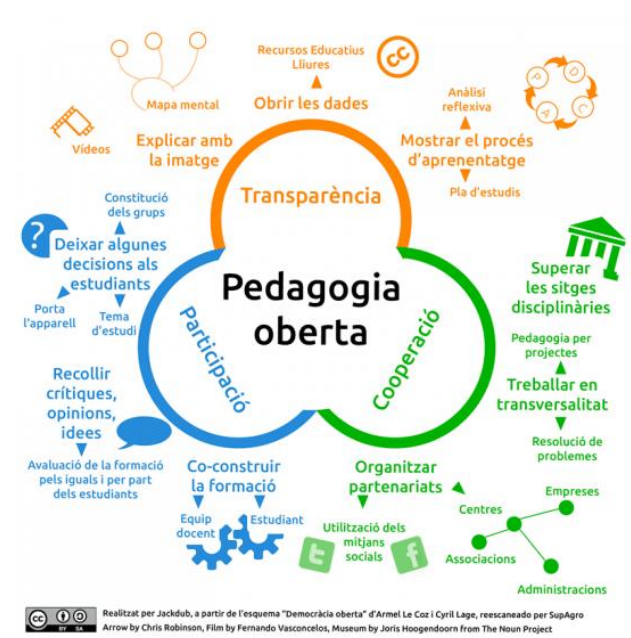 Recursos Educatius
Lliures
cc
Obrir les dades
Mapa mental
Vídeos
Explicar amb
la imatge
Anàlisi
reflexiva
P
D
C
A
Mostrar el procés
d'aprenentatge
Pla d'estudis
Transparència
Constitució
dels grups
?
Deixar algunes
decisions als
estudiants
Porta
l'apparell
Tema
d'estudi
Pedagogia
oberta
Participació
Cooperació
Superar
les sitges
disciplinàries
Pedagogia per
projectes
Treballar en
transversalitat
Resolució de
problemes
Recollir
crítiques,
opinions,
idees
Avaluació de la formació
pels iguals i per part
dels estudiants
Co-construir
la formació
Equip
docent
Estudiant
Organitzar
partenariats
Utilització dels
mitjans
socials
t
f
Centres
Empreses
Associacions
Administracions
cc
BY SA
Realitzat per Jackdub, a partir de l'esquema "Democràcia oberta" d'Armel Le Coz i Cyril Lage, reescaneado per SupAgro
Arrow by Chris Robinson, Film by Fernando Vasconcelos, Museum by Joris Hoogendoorn from The Noun Project